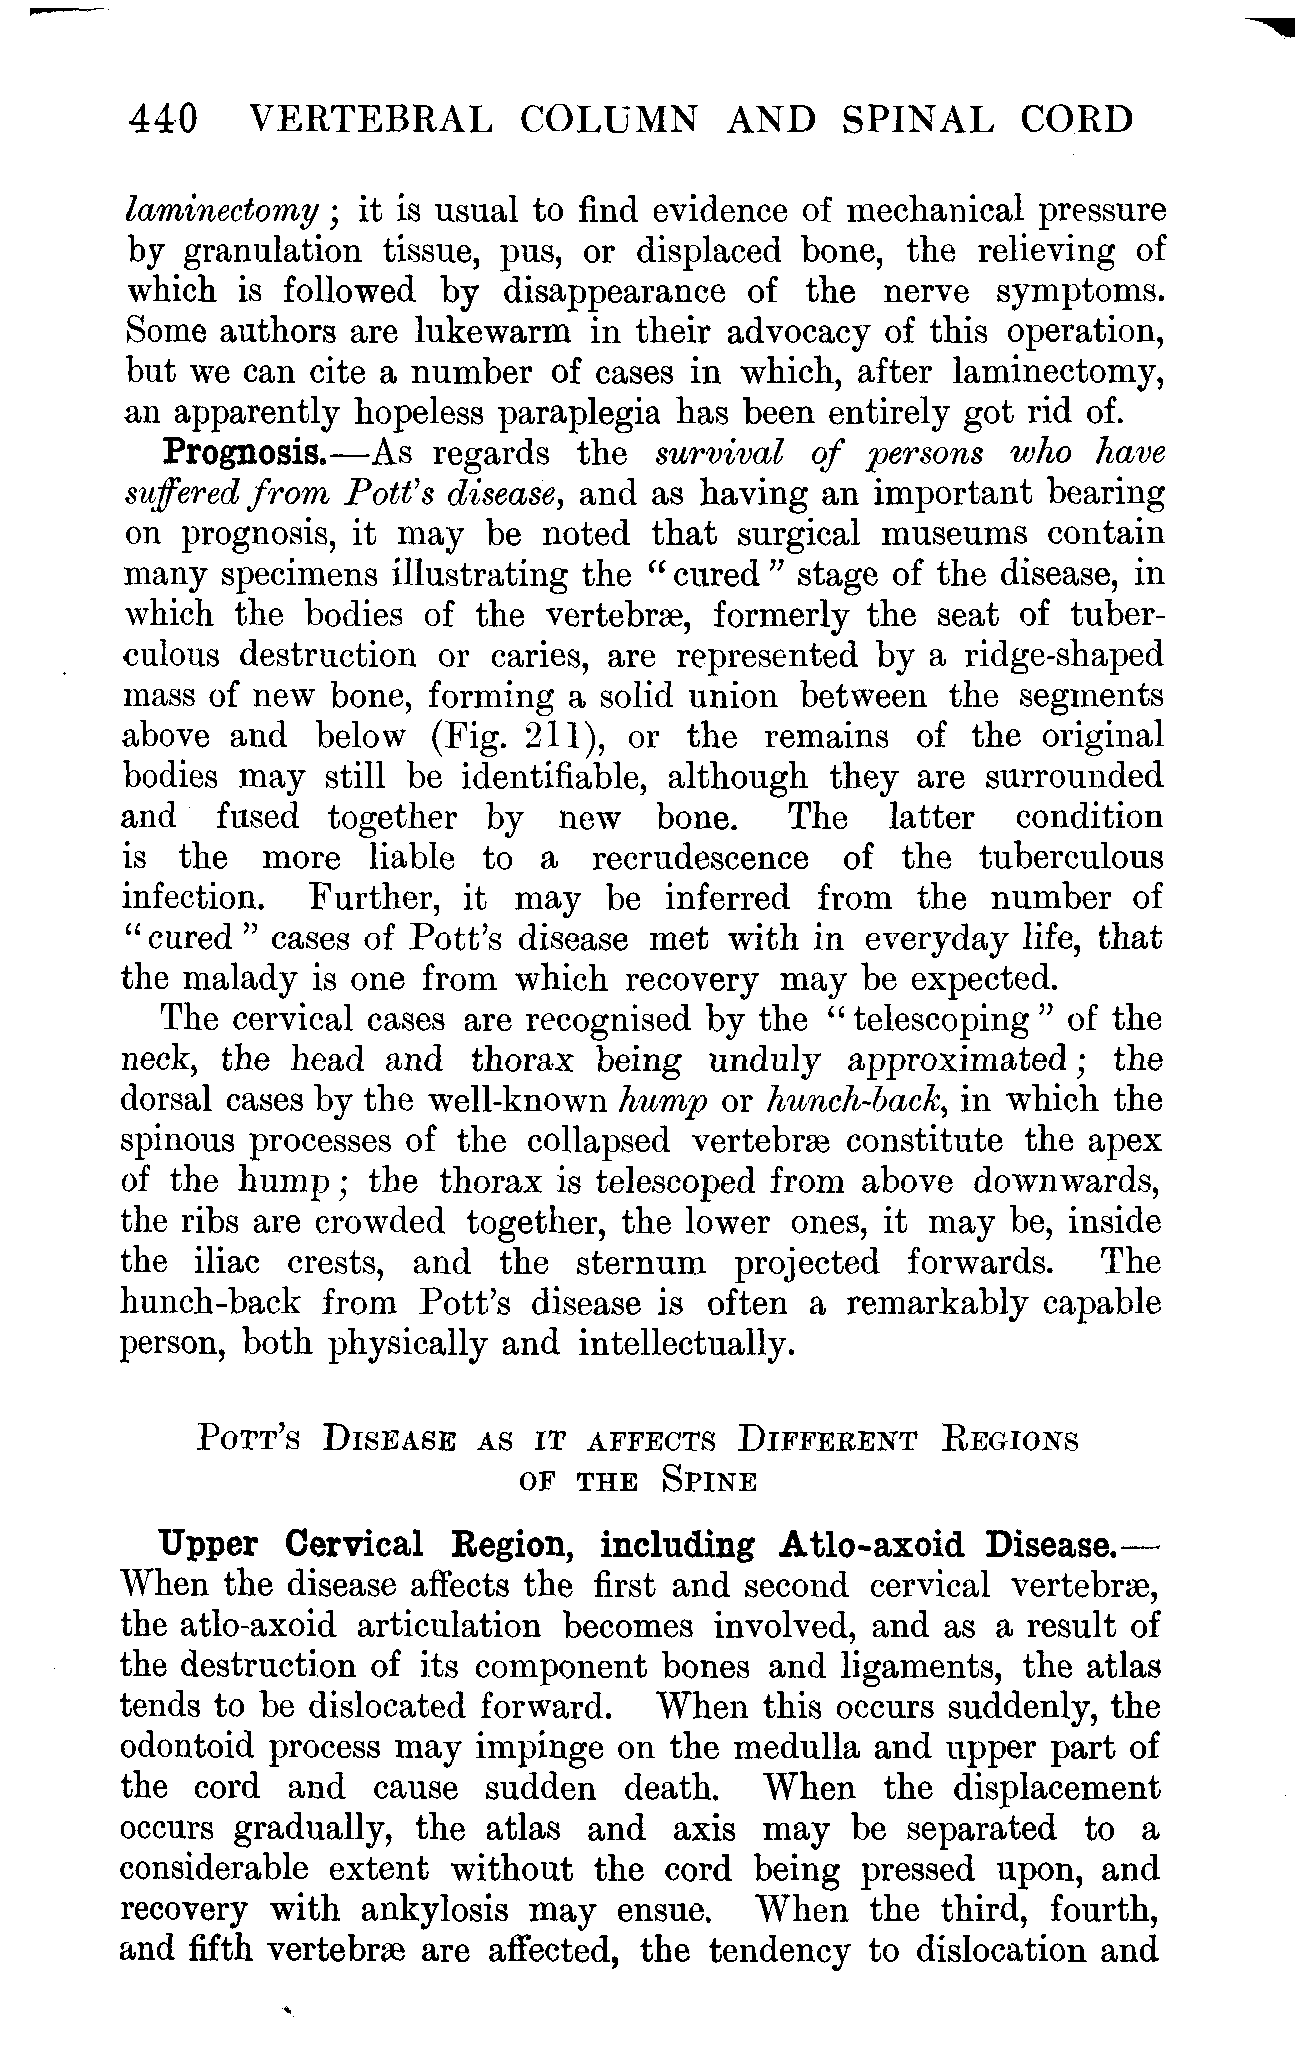 440 VERTEBRAL COLUMN AND SPINAL CORD
laminectomy ; it is usual to find evidence of mechanical pressure
by granulation tissue, pus, or displaced bone, the relieving of
which is followed by disappearance of the nerve symptoms.
Some authors are lukewarm in their advocacy of this operation,
but we can cite a number of cases in which, after laminectomy,
an apparently hopeless paraplegia has been entirely got rid of.
Prognosis.—As regards the survival of persons who have
suffered from Pott's disease, and as having an important bearing
on prognosis, it may be noted that surgical museums contain
many specimens illustrating the “ cured ” stage of the disease, in
which the bodies of the vertebræ, formerly the seat of tuber-
culous destruction or caries, are represented by a ridge-shaped
mass of new bone, forming a solid union between the segments
above and below (Fig. 211), or the remains of the original
bodies may still be identifiable, although they are surrounded
and fused together by new bone. The latter condition
is the more liable to a recrudescence of the tuberculous
infection. Further, it may be inferred from the number of
“ cured ” cases of Pott's disease met with in everyday life, that
the malady is one from which recovery may be expected.
The cervical cases are recognised by the “ telescoping ” of the
neck, the head and thorax being unduly approximated ; the
dorsal cases by the well-known hump or hunch-back, in which the
spinous processes of the collapsed vertebræ constitute the apex
of the hump ; the thorax is telescoped from above downwards,
the ribs are crowded together, the lower ones, it may be, inside
the iliac crests, and the sternum projected forwards. The
hunch-back from Pott's disease is often a remarkably capable
person, both physically and intellectually.
Pott's Disease as it affects Different Regions
of the Spine
Upper Cervical Region, including Atlo-axoid Disease.—
When the disease affects the first and second cervical vertebræ,
the atlo-axoid articulation becomes involved, and as a result of
the destruction of its component bones and ligaments, the atlas
tends to be dislocated forward. When this occurs suddenly, the
odontoid process may impinge on the medulla and upper part of
the cord and cause sudden death. When the displacement
occurs gradually, the atlas and axis may be separated to a
considerable extent without the cord being pressed upon, and
recovery with ankylosis may ensue. When the third, fourth,
and fifth vertebræ are affected, the tendency to dislocation and